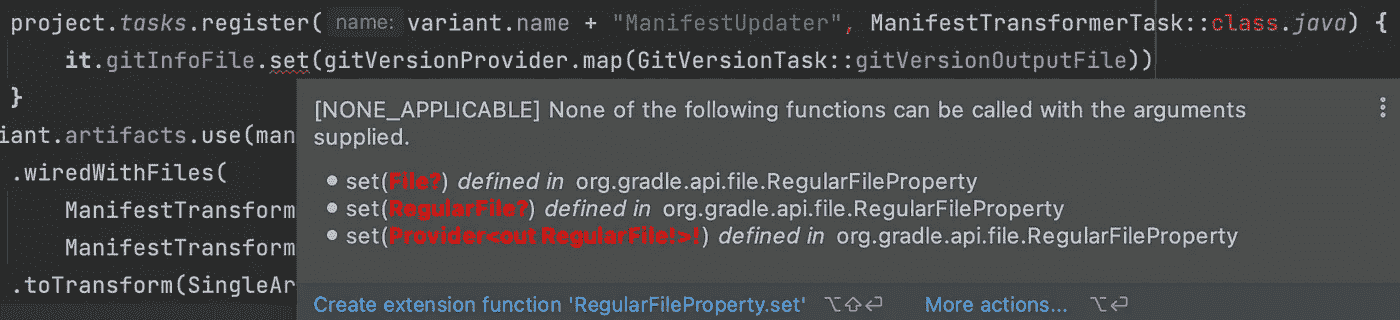 project.tasks.register( name: variant.name + "ManifestUpdater", ManifestTransformerTask::class.java) {
it.gitInfoFile.set(gitVersionProvider.map(GitVersionTask::gitVersionOutputFile))
}
iant.artifacts.use(man
.wiredWithFiles(
ManifestTransform
ManifestTransform
.toTransform(SingleAr
[NONE_APPLICABLE] None of the following functions can be called with the arguments
supplied.
• set(File?) defined in org.gradle.api.file.RegularFileProperty
• set(RegularFile?) defined in org.gradle.api.file.RegularFileProperty
• set(Provider<out RegularFile!>!) defined in org.gradle.api.file.RegularFileProperty
Create extension function 'RegularFileProperty.set' ⌥⇧⏎ More actions... ⌥⏎